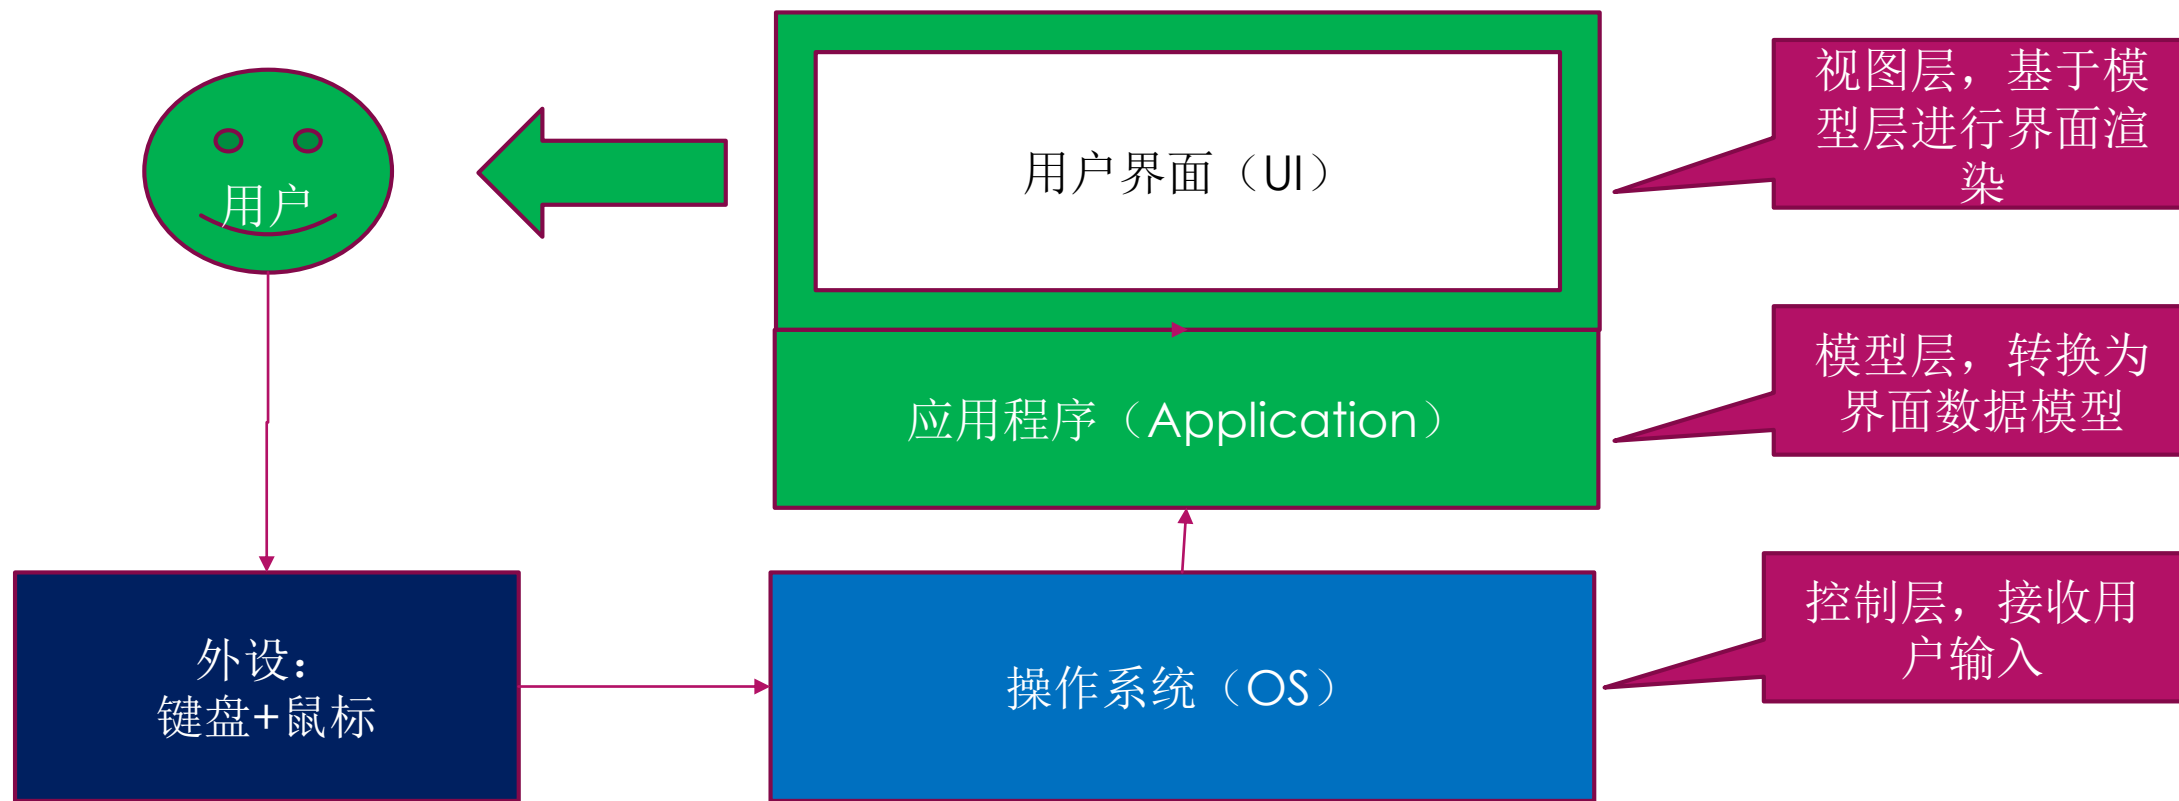 用户
用户界面（UI）
视图层，基于模
型层进行界面渲
染
应用程序（Application）
模型层，转换为
界面数据模型
外设：
键盘+鼠标
操作系统（OS）
控制层，接收用
户输入